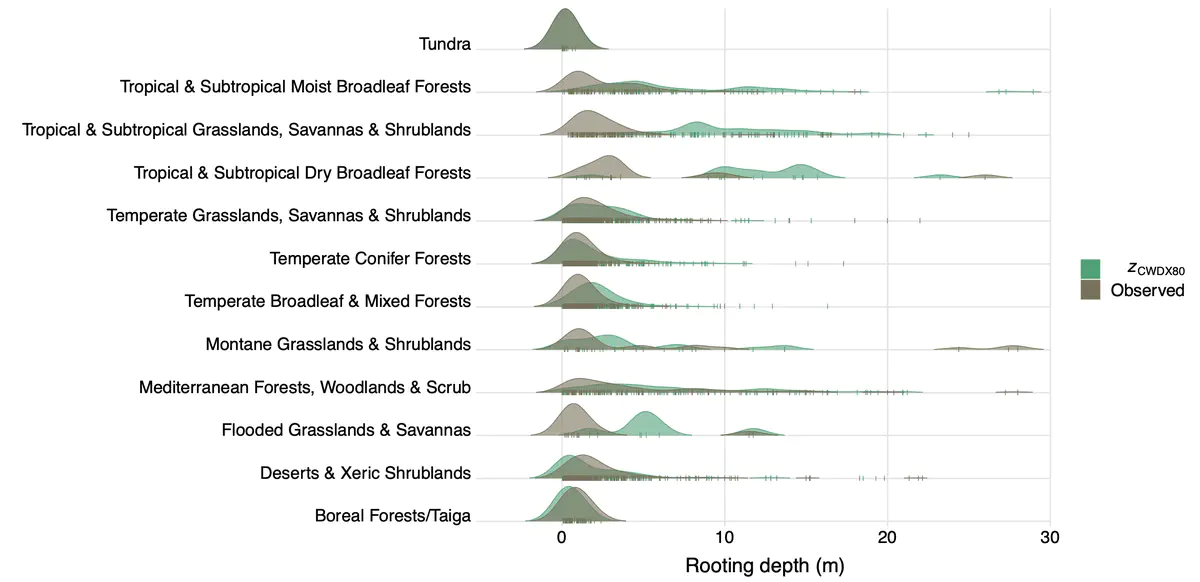 Tundra
Tropical & Subtropical Moist Broadleaf Forests
Tropical & Subtropical Grasslands, Savannas & Shrublands
Tropical & Subtropical Dry Broadleaf Forests
Temperate Grasslands, Savannas & Shrublands
Temperate Conifer Forests
Temperate Broadleaf & Mixed Forests
Montane Grasslands & Shrublands
Mediterranean Forests, Woodlands & Scrub
Flooded Grasslands & Savannas
Deserts & Xeric Shrublands
Boreal Forests/Taiga
0 10 20 30
Rooting depth (m)
zCWDX80
Observed